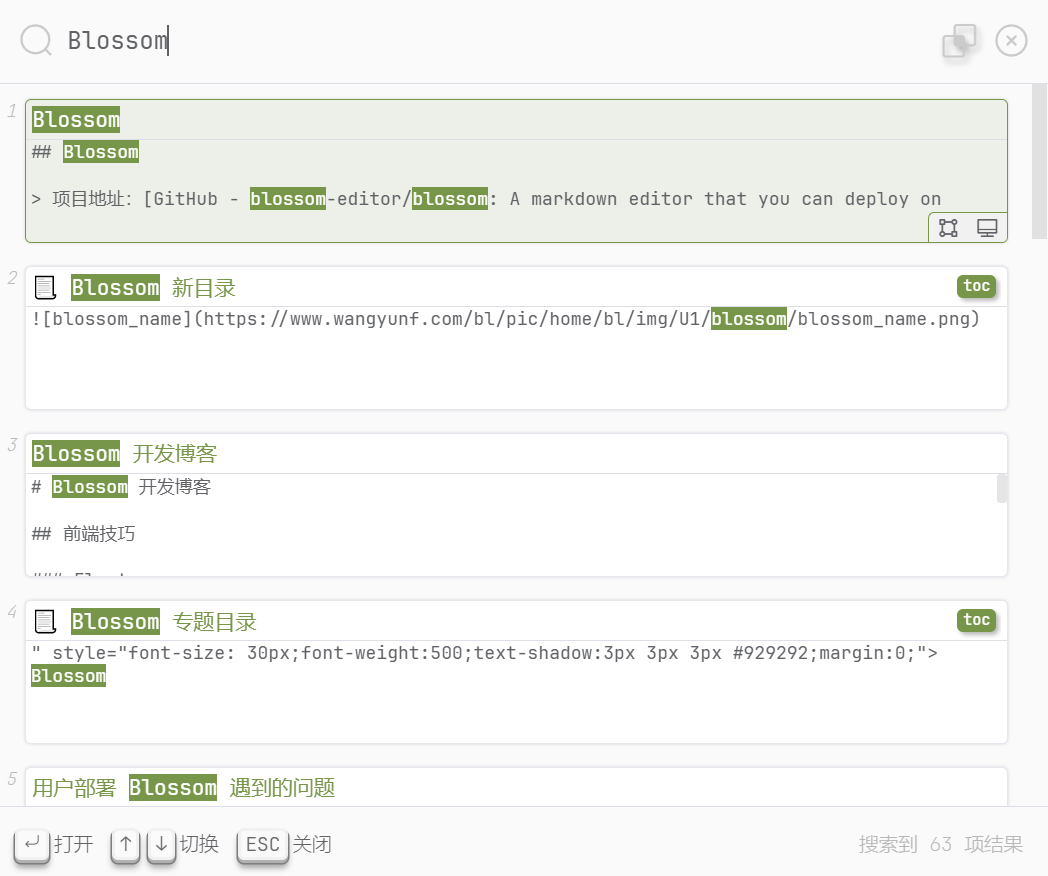 Blossom
1
Blossom
## Blossom
> 项目地址：[GitHub - blossom-editor/blossom: A markdown editor that you can deploy on
2
Blossom 新目录 toc
![blossom_name](https://www.wangyunf.com/bl/pic/home/bl/img/U1/blossom/blossom_name.png)
3
Blossom 开发博客
# Blossom 开发博客
## 前端技巧
4
Blossom 专题目录 toc
" style="font-size: 30px;font-weight:500;text-shadow:3px 3px 3px #929292;margin:0;">
Blossom
5
用户部署 Blossom 遇到的问题
打开 ↑ ↓ 切换 ESC 关闭 搜索到 63 项结果